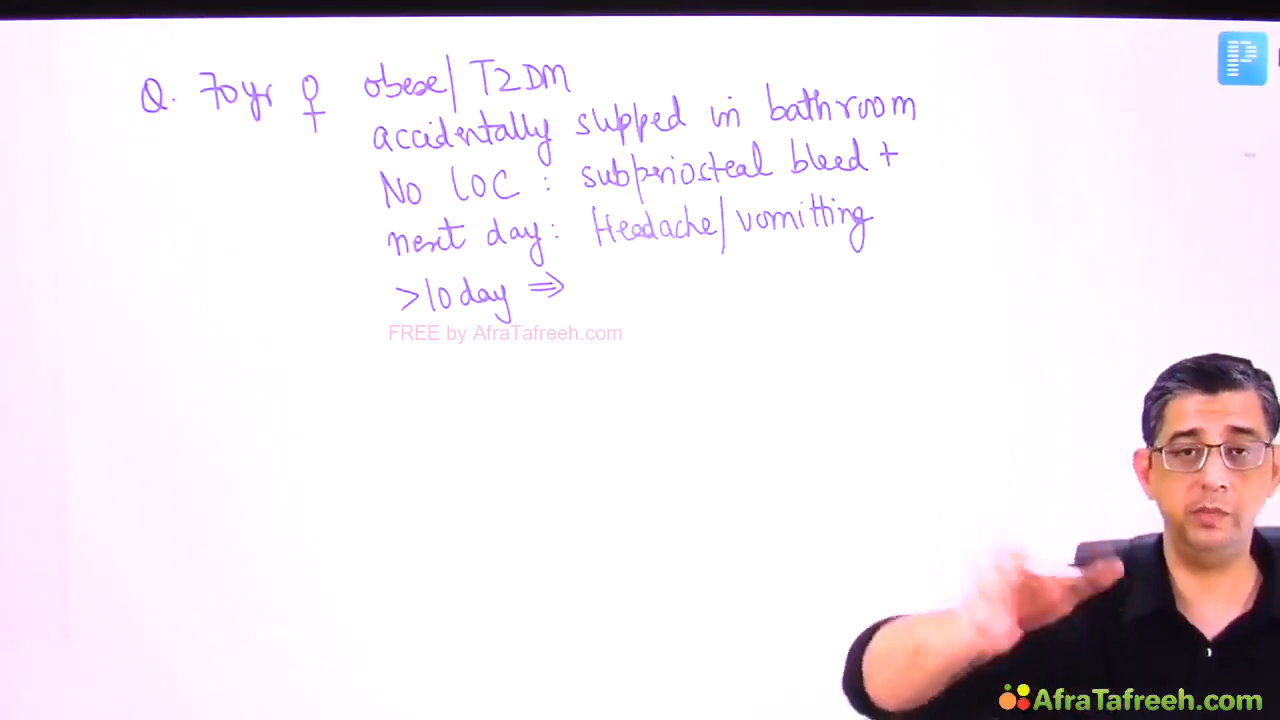 Q. 70yr ♀ obese/ T2DM
accidentally slipped in bathroom
No LOC : subperiosteal bleed +
next day: Headache/vomitting
>10 day ⇒
FREE by AfraTafreeh.com
P
AfraTafreeh.com